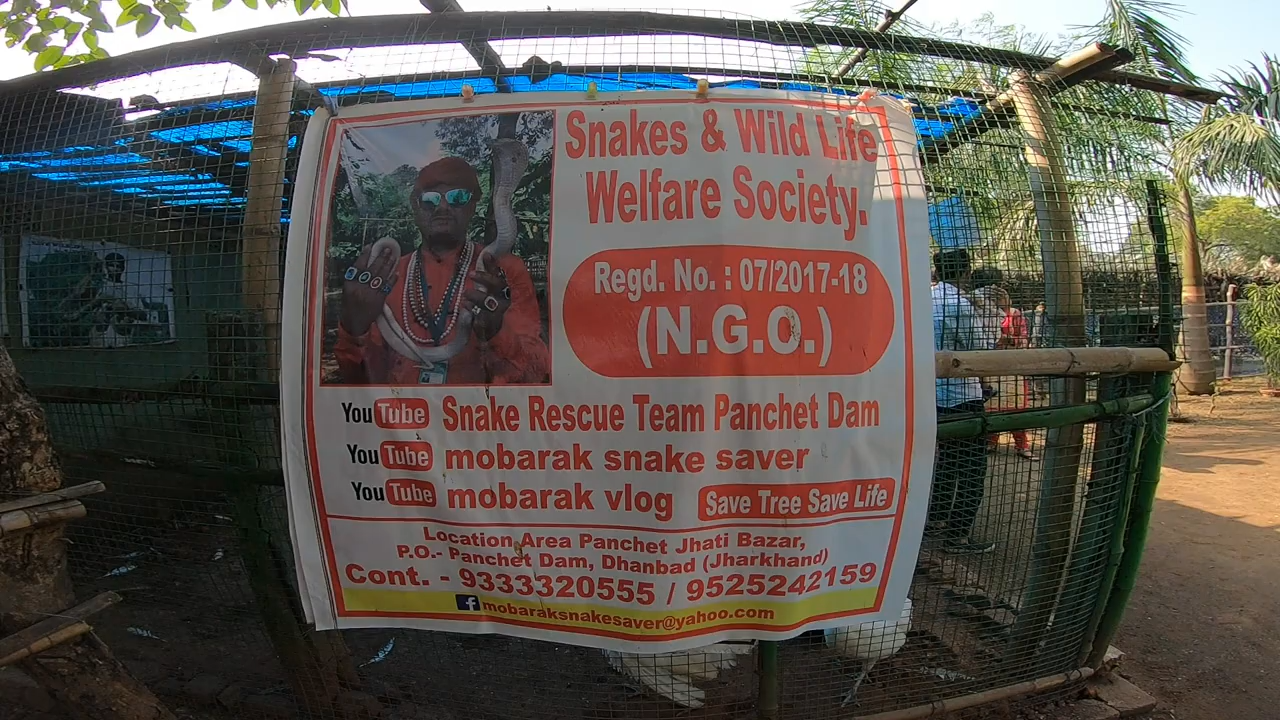 Snakes & Wild Life
Welfare Society.
Regd. No. : 07/2017-18
(N.G.O.)
YouTube Snake Rescue Team Panchet Dam
YouTube mobarak snake saver
YouTube mobarak vlog Save Tree Save Life
Location Area Panchet Jhati Bazar,
P.O.- Panchet Dam, Dhanbad (Jharkhand)
Cont. - 9333320555 / 9525242159
f mobaraksnakesaver@yahoo.com